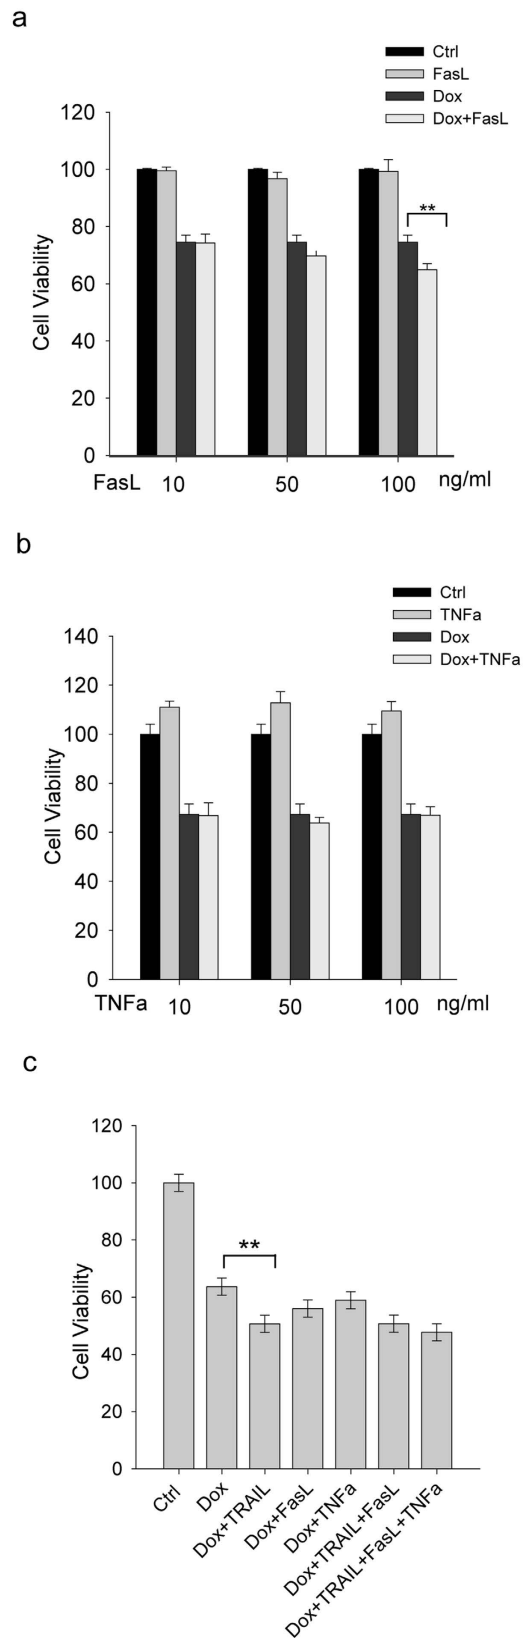 a
Ctrl
FasL
Dox
Dox+FasL
120
100
80
60
40
20
0
Cell Viability
**
FasL 10 50 100 ng/ml
b
Ctrl
TNFa
Dox
Dox+TNFa
140
120
100
80
60
40
20
0
Cell Viability
TNFa 10 50 100 ng/ml
c
120
100
80
60
40
20
0
Cell Viability
**
Ctrl
Dox
Dox+TRAIL
Dox+FasL
Dox+TNFa
Dox+TRAIL+FasL
Dox+TRAIL+FasL+TNFa